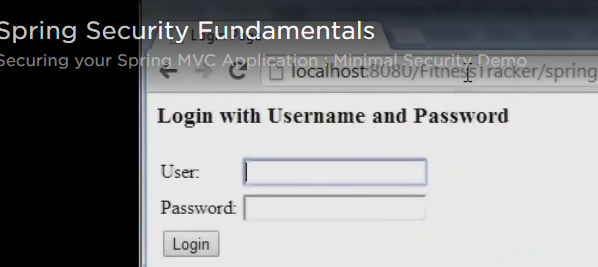 Spring Security Fundamentals
Securing your Spring MVC Application : Minimal Security Demo
localhost:8080/FitnessTracker/spring
Login with Username and Password
User:
Password:
Login